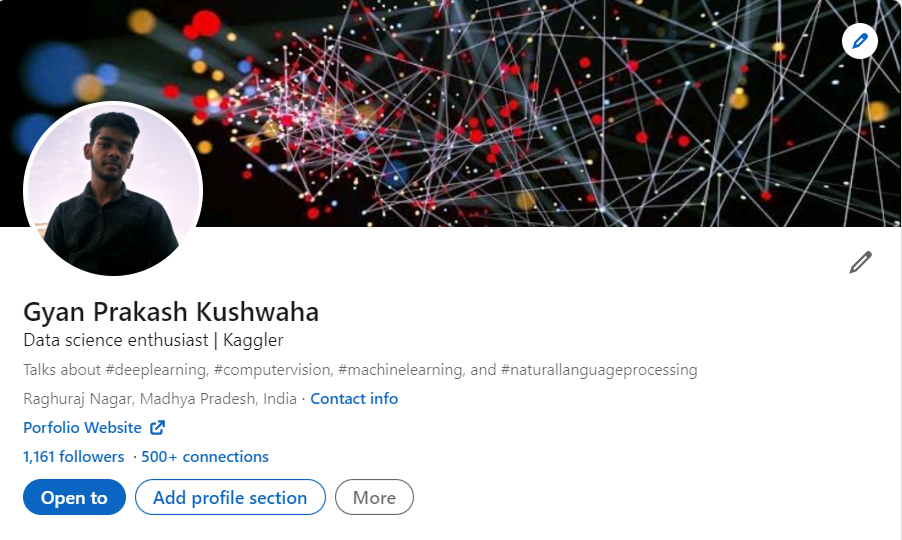 Gyan Prakash Kushwaha
Data science enthusiast | Kaggler
Talks about #deeplearning, #computervision, #machinelearning, and #naturallanguageprocessing
Raghuraj Nagar, Madhya Pradesh, India · Contact info
Porfolio Website
1,161 followers · 500+ connections
Open to Add profile section More